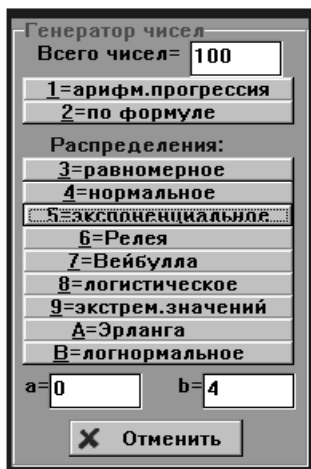 Генератор чисел
Всего чисел= 100
1=арифм.прогрессия
2=по формуле
Распределения:
3=равномерное
4=нормальное
5=экспоненциальное
6=Релея
7=Вейбулла
8=логистическое
9=экстрем.значений
A=Эрланга
B=логнормальное
a=0 b=4
Отменить